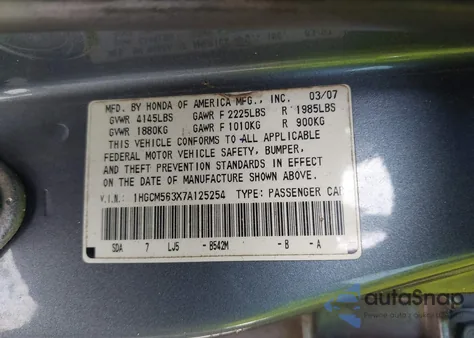 MFD. BY HONDA OF AMERICA MFG., INC. 03/07
GVWR 4145LBS GAWR F 2225LBS R 1985LBS
GVWR 1880KG GAWR F 1010KG R 900KG
THIS VEHICLE CONFORMS TO ALL APPLICABLE
FEDERAL MOTOR VEHICLE SAFETY, BUMPER,
AND THEFT PREVENTION STANDARDS IN EFFECT
ON THE DATE OF MANUFACTURE SHOWN ABOVE.
V.I.N.: 1HGCM563X7A125254 TYPE: PASSENGER CAR
SDA 7 LJ5 - B542M - B - A
autoSnap